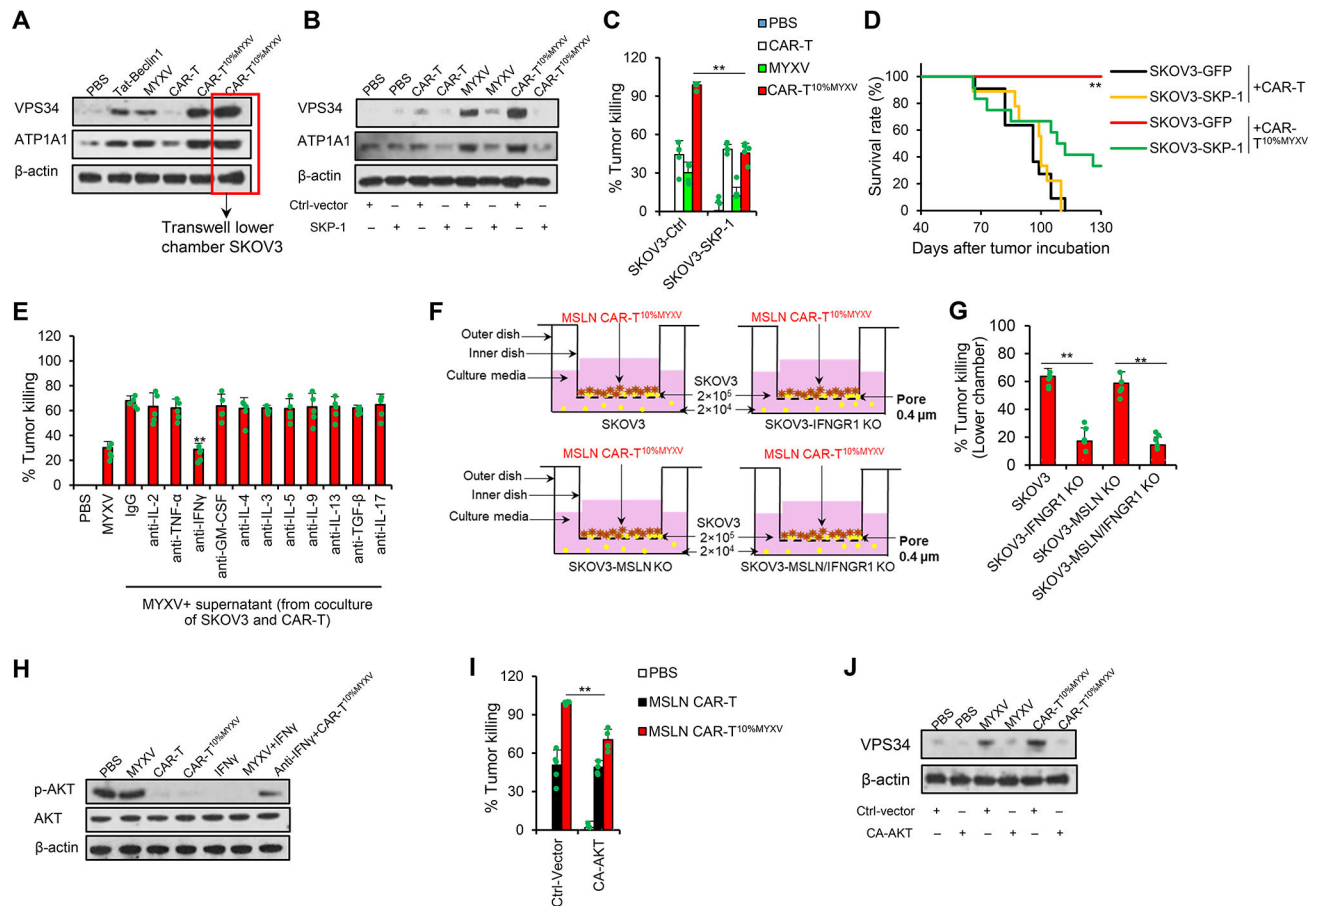 A
PBS
Tat-Beclin1
MYXV
CAR-T
CAR-T10%MYXV
CAR-T10%MYXV
VPS34
ATP1A1
β-actin
Transwell lower
chamber SKOV3
B
PBS
PBS
CAR-T
CAR-T
MYXV
MYXV
CAR-T10%MYXV
CAR-T10%MYXV
VPS34
ATP1A1
β-actin
Ctrl-vector + – + – + – + –
SKP-1 – + – + – + – +
C
PBS
CAR-T
MYXV
CAR-T10%MYXV
% Tumor killing
120
90
60
30
0
**
SKOV3-Ctrl
SKOV3-SKP-1
D
Survival rate (%)
100
80
60
40
20
0
40 70 100 130
Days after tumor incubation
**
SKOV3-GFP
SKOV3-SKP-1
+CAR-T
SKOV3-GFP
SKOV3-SKP-1
+CAR-
T10%MYXV
E
% Tumor killing
120
100
80
60
40
20
0
**
PBS
MYXV
IgG
anti-IL-2
anti-TNF-α
anti-IFNγ
anti-GM-CSF
anti-IL-4
anti-IL-3
anti-IL-5
anti-IL-9
anti-IL-13
anti-TGF-β
anti-IL-17
MYXV+ supernatant (from coculture
of SKOV3 and CAR-T)
F
MSLN CAR-T10%MYXV
MSLN CAR-T10%MYXV
Outer dish
Inner dish
Culture media
SKOV3
2×10⁵
2×10⁴
Pore
0.4 μm
SKOV3
SKOV3-IFNGR1 KO
MSLN CAR-T10%MYXV
MSLN CAR-T10%MYXV
Outer dish
Inner dish
Culture media
SKOV3
2×10⁵
2×10⁴
Pore
0.4 μm
SKOV3-MSLN KO
SKOV3-MSLN/IFNGR1 KO
G
% Tumor killing
(Lower chamber)
100
80
60
40
20
0
**
**
SKOV3
SKOV3-IFNGR1 KO
SKOV3-MSLN KO
SKOV3-MSLN/IFNGR1 KO
H
PBS
MYXV
CAR-T
CAR-T10%MYXV
IFNγ
MYXV+IFNγ
Anti-IFNγ+CAR-T10%MYXV
p-AKT
AKT
β-actin
I
% Tumor killing
120
90
60
30
0
**
PBS
MSLN CAR-T
MSLN CAR-T10%MYXV
Ctrl-Vector
CA-AKT
J
PBS
PBS
MYXV
MYXV
CAR-T10%MYXV
CAR-T10%MYXV
VPS34
β-actin
Ctrl-vector + – + – + –
CA-AKT – + – + – +